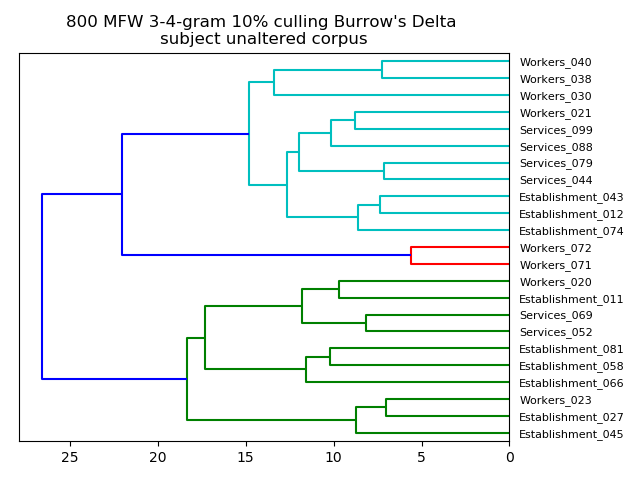 800 MFW 3-4-gram 10% culling Burrow's Delta
subject unaltered corpus
Workers_040
Workers_038
Workers_030
Workers_021
Services_099
Services_088
Services_079
Services_044
Establishment_043
Establishment_012
Establishment_074
Workers_072
Workers_071
Workers_020
Establishment_011
Services_069
Services_052
Establishment_081
Establishment_058
Establishment_066
Workers_023
Establishment_027
Establishment_045
25 20 15 10 5 0